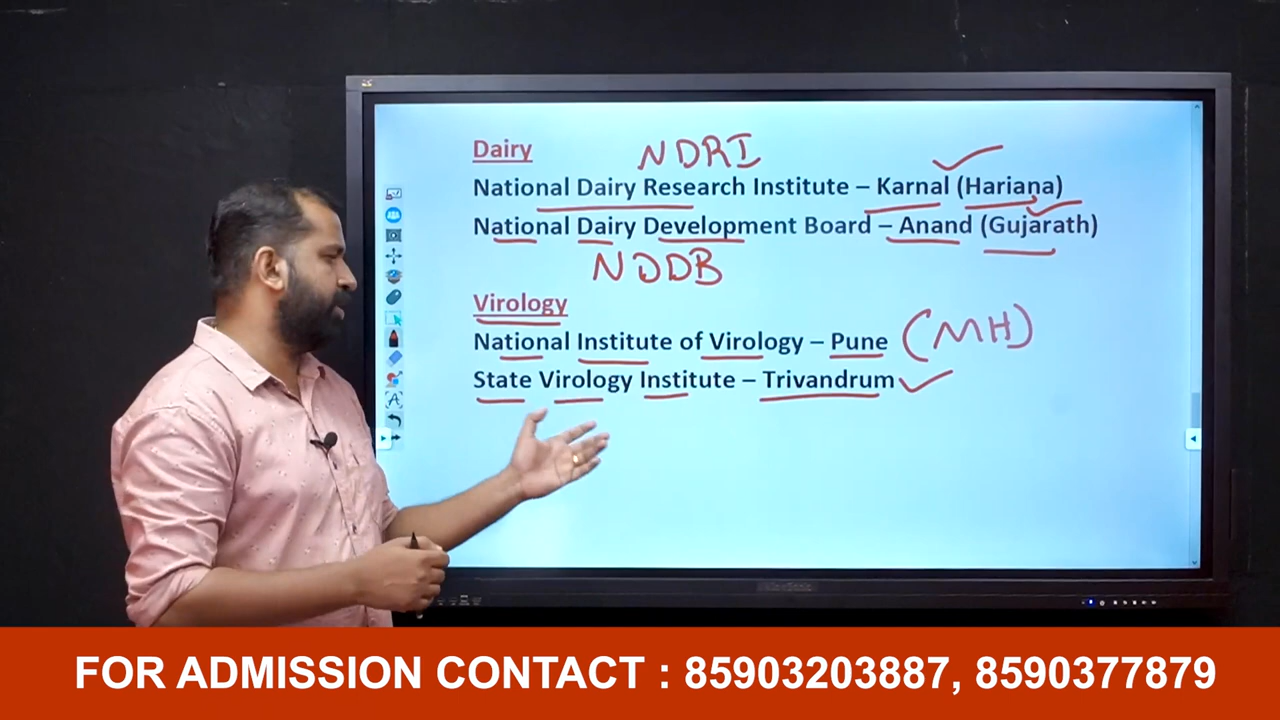 Dairy
NDRI
National Dairy Research Institute – Karnal (Hariana)
National Dairy Development Board – Anand (Gujarath)
NDDB
Virology
National Institute of Virology – Pune (MH)
State Virology Institute – Trivandrum
FOR ADMISSION CONTACT : 85903203887, 8590377879